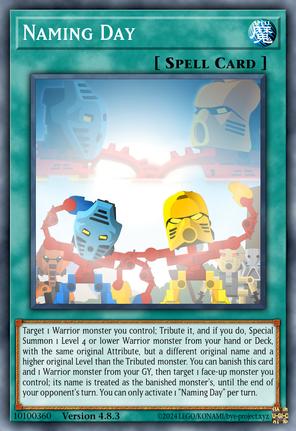 Naming Day
魔
[ SPELL CARD ]
Target 1 Warrior monster you control; Tribute it, and if you do, Special
Summon 1 Level 4 or lower Warrior monster from your hand or Deck,
with the same original Attribute, but a different original name and a
higher original Level than the Tributed monster. You can banish this card
and 1 Warrior monster from your GY, then target 1 face-up monster you
control; its name is treated as the banished monster's, until the end of
your opponent's turn. You can only activate 1 "Naming Day" per turn.
10100360 Version 4.8.3 ©2024 LEGO/KONAMI/bye-project.xyz